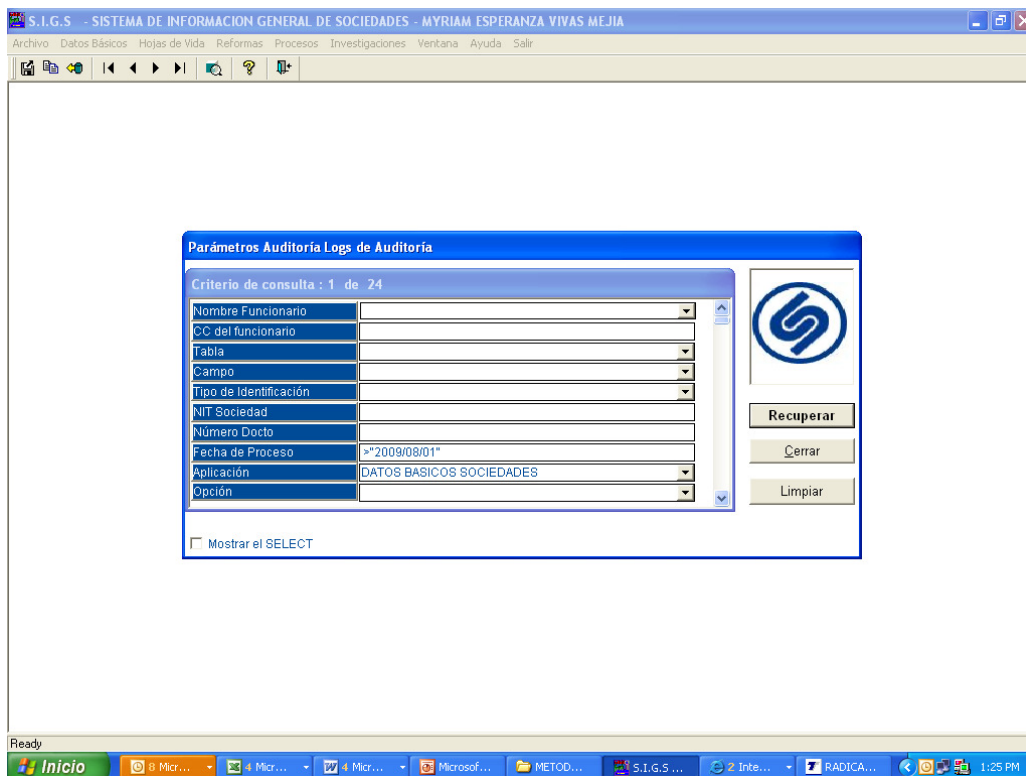 S.I.G.S - SISTEMA DE INFORMACION GENERAL DE SOCIEDADES - MYRIAM ESPERANZA VIVAS MEJIA
Archivo Datos Básicos Hojas de Vida Reformas Procesos Investigaciones Ventana Ayuda Salir
Parámetros Auditoría Logs de Auditoría
Criterio de consulta : 1 de 24
Nombre Funcionario
CC del funcionario
Tabla
Campo
Tipo de Identificación
NIT Sociedad
Número Docto
Fecha de Proceso >"2009/08/01"
Aplicación DATOS BASICOS SOCIEDADES
Opción
Recuperar
Cerrar
Limpiar
Mostrar el SELECT
Ready
Inicio 8 Micr... 4 Micr... 4 Micr... Microsof... METOD... S.I.G.S ... 2 Inte... RADICA... 1:25 PM